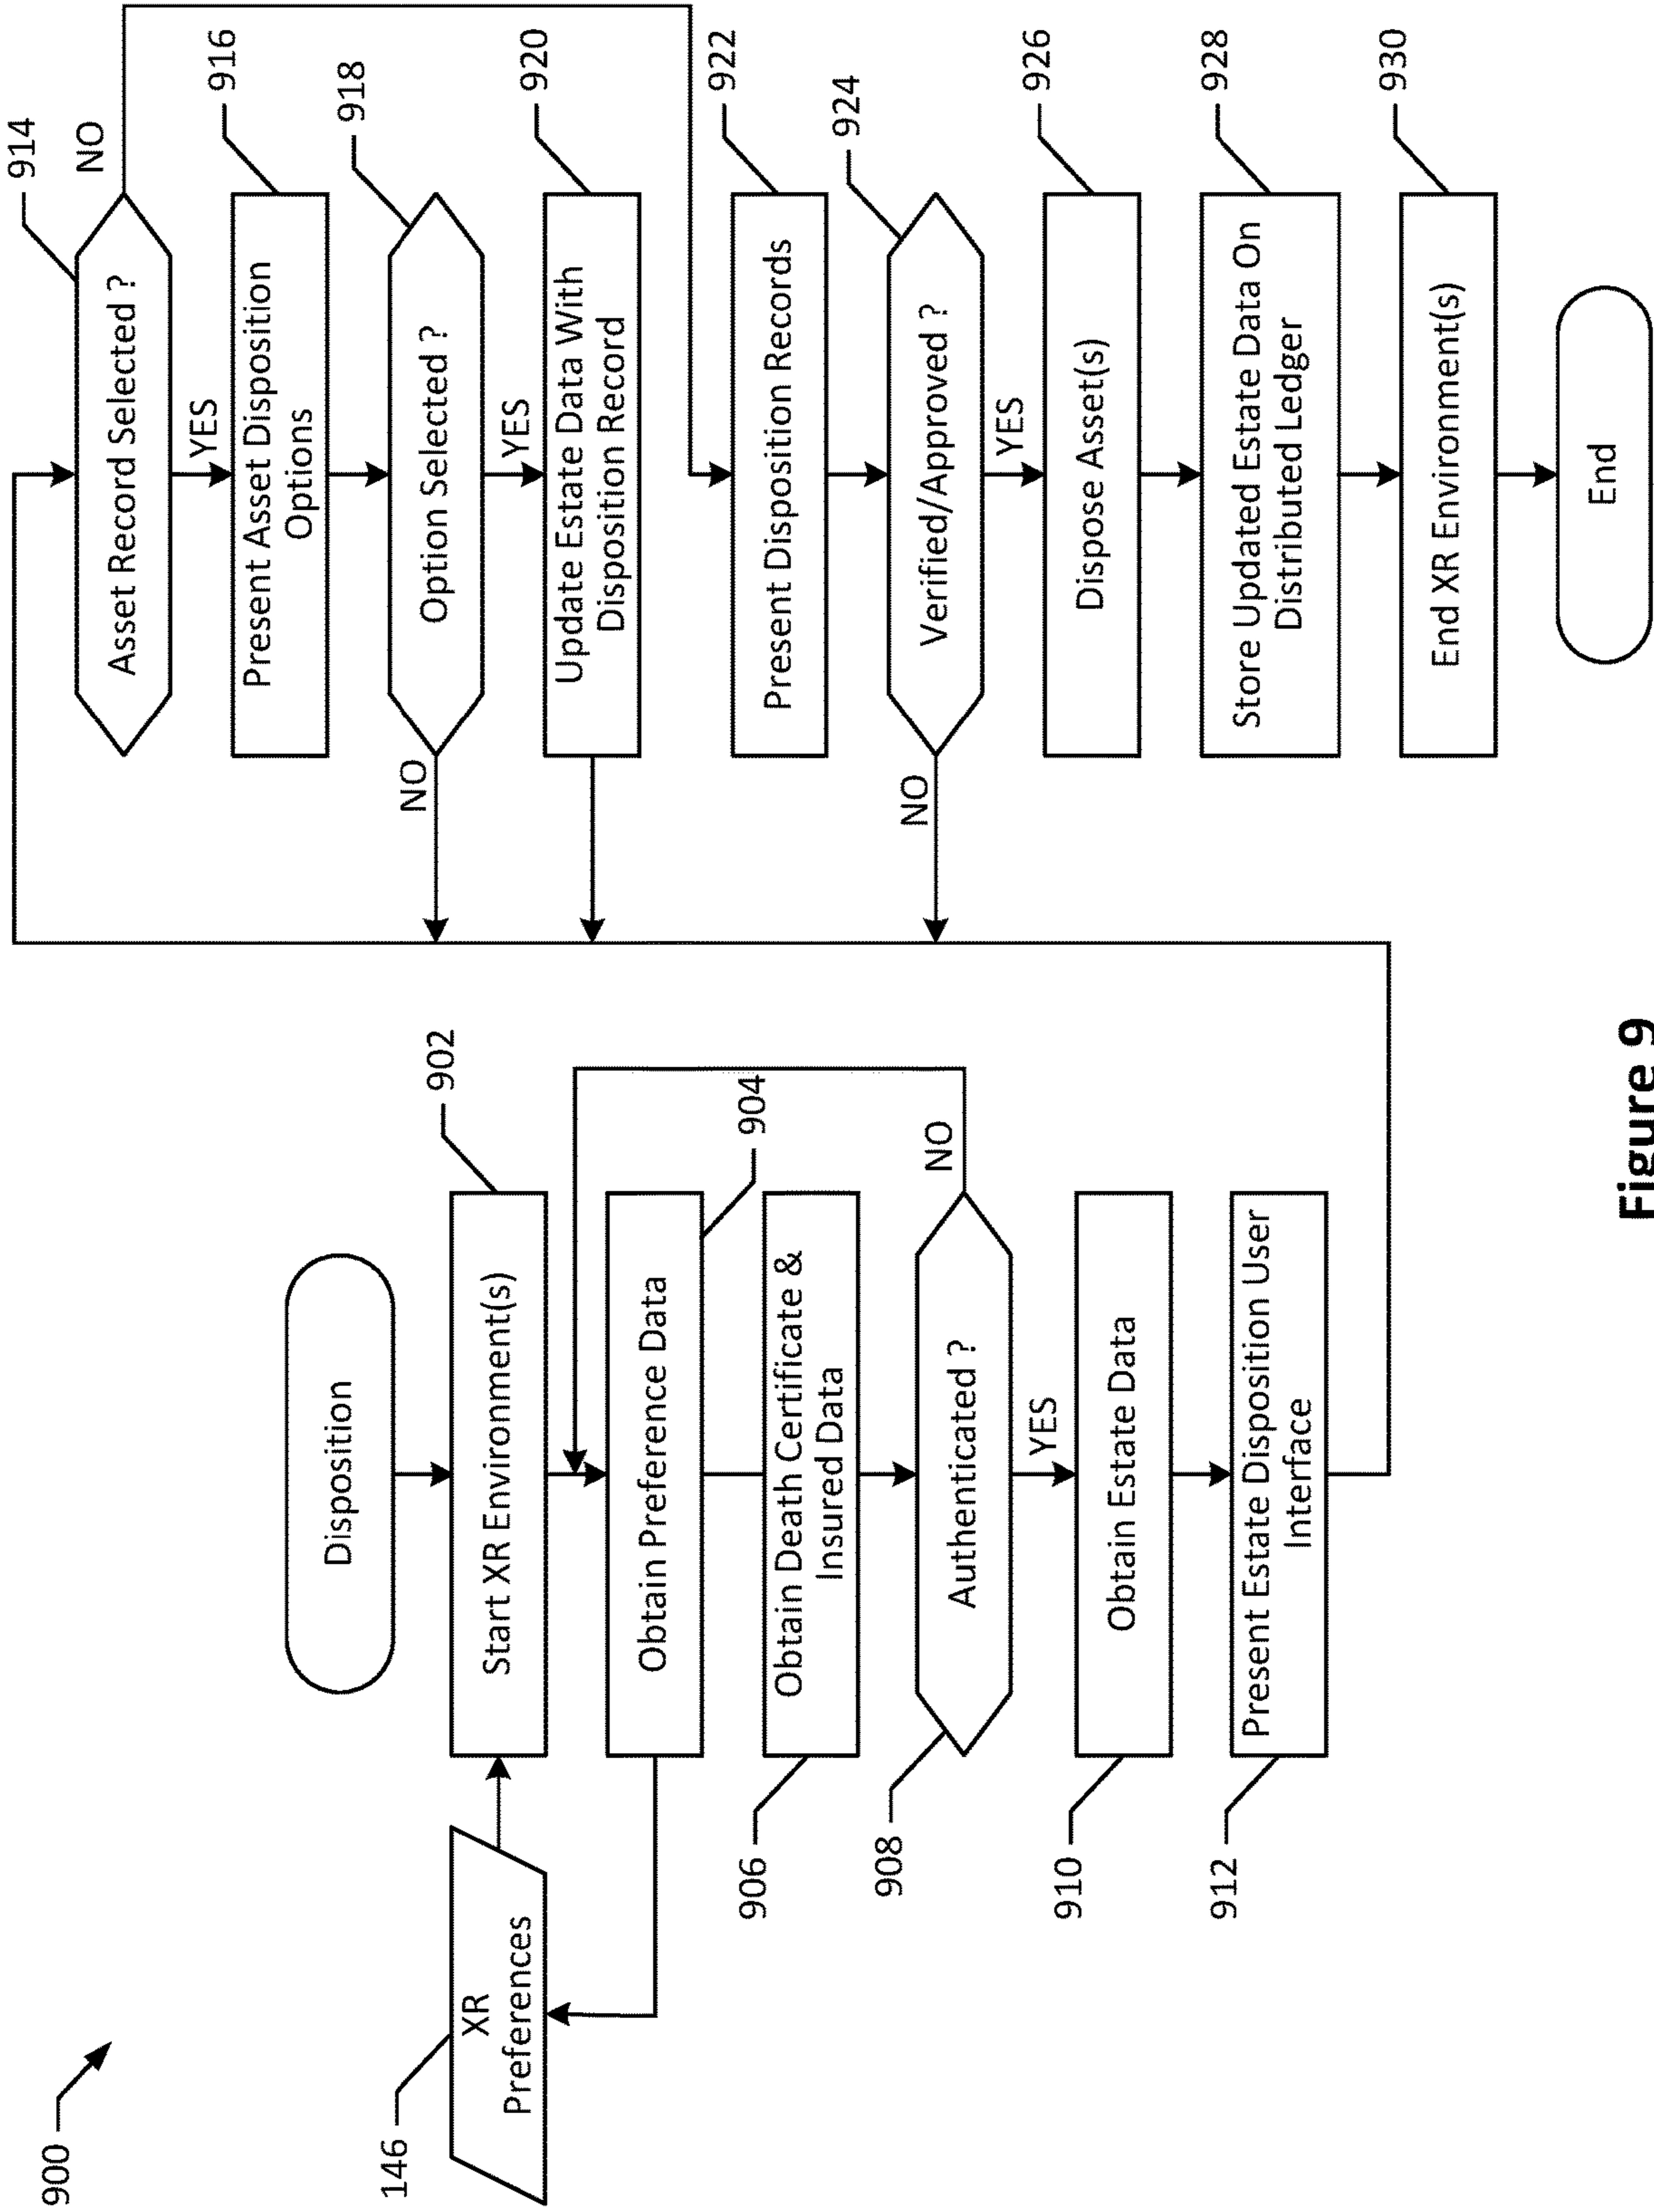 900
146
XR
Preferences
Disposition
Start XR Environment(s)
902
Obtain Preference Data
904
Obtain Death Certificate &
Insured Data
906
Authenticated ?
908
NO
YES
Obtain Estate Data
910
Present Estate Disposition User
Interface
912
Asset Record Selected ?
914
NO
YES
Present Asset Disposition
Options
916
Option Selected ?
918
NO
YES
Update Estate Data With
Disposition Record
920
Present Disposition Records
922
Verified/Approved ?
924
NO
YES
Dispose Asset(s)
926
Store Updated Estate Data On
Distributed Ledger
928
End XR Environment(s)
930
End
Figure 9